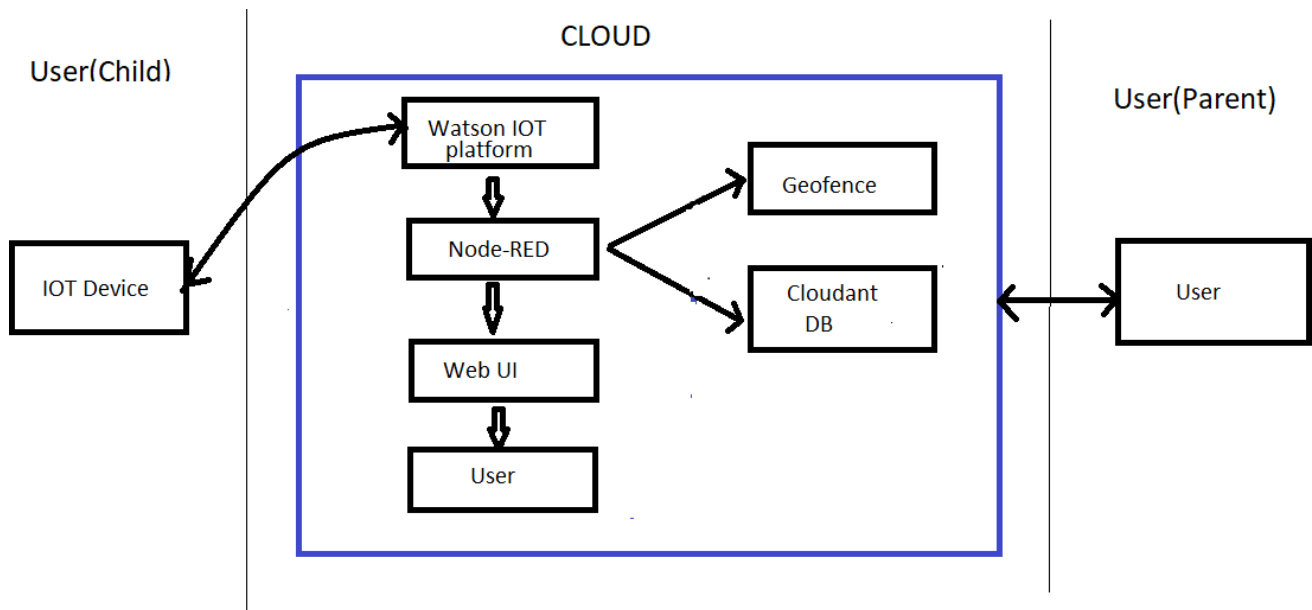 CLOUD
User(Child)
User(Parent)
Watson IOT
platform
Geofence
Node-RED
IOT Device
Cloudant
DB
User
Web UI
User